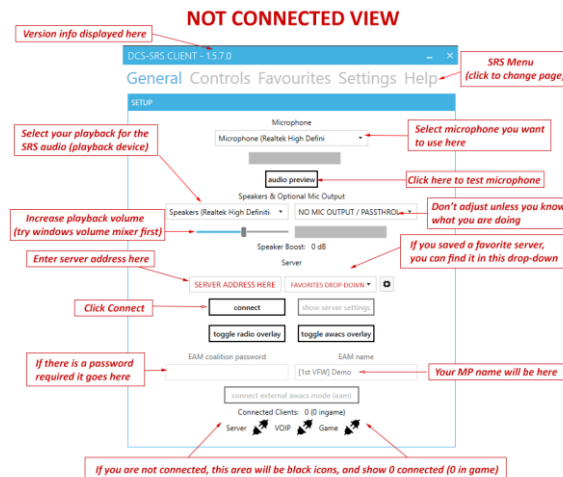 NOT CONNECTED VIEW
Version info displayed here
DCS-SRS CLIENT - 1.5.7.0
General Controls Favourites Settings Help
SRS Menu
(click to change page)
SETUP
Microphone
Microphone (Realtek High Defini
Select microphone you want
to use here
Select your playback for the
SRS audio (playback device)
audio preview
Click here to test microphone
Speakers & Optional Mic Output
Speakers (Realtek High Definiti
NO MIC OUTPUT / PASSTHROU
Don't adjust unless you know
what you are doing
Increase playback volume
(try windows volume mixer first)
Speaker Boost: 0 dB
Server
If you saved a favorite server,
you can find it in this drop-down
Enter server address here
SERVER ADDRESS HERE
FAVORITES DROP-DOWN
Click Connect
connect
show server settings
toggle radio overlay
toggle awacs overlay
If there is a password
required it goes here
EAM coalition password
EAM name
[1st VFW] Demo
Your MP name will be here
connect external awacs mode (eam)
Connected Clients: 0 (0 ingame)
Server
VOIP
Game
If you are not connected, this area will be black icons, and show 0 connected (0 in game)